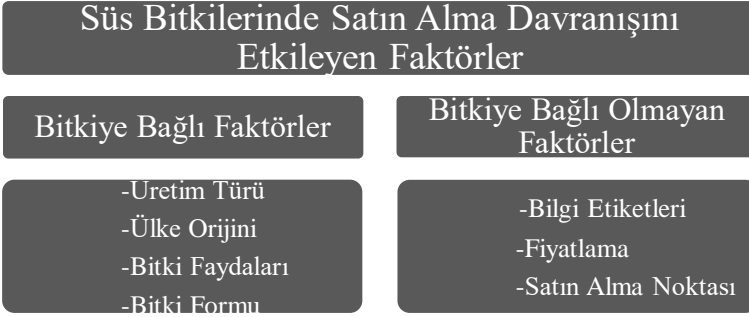 Süs Bitkilerinde Satın Alma Davranışını
Etkileyen Faktörler
Bitkiye Bağlı Faktörler
Bitkiye Bağlı Olmayan
Faktörler
-Üretim Türü
-Ülke Orijini
-Bitki Faydaları
-Bitki Formu
-Bilgi Etiketleri
-Fiyatlama
-Satın Alma Noktası